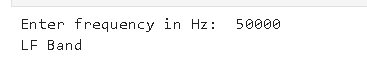 Enter frequency in Hz:  50000
LF Band